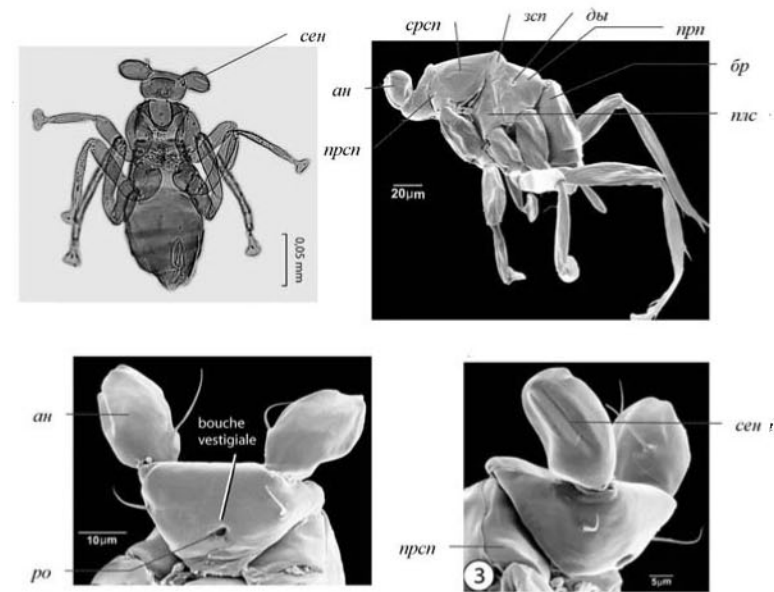 сен
0,05 mm
срсп
зсп
ды
прп
бр
ан
плс
прсп
20µm
ан
bouche
vestigiale
10µm
ро
сен
прсп
3
5µm